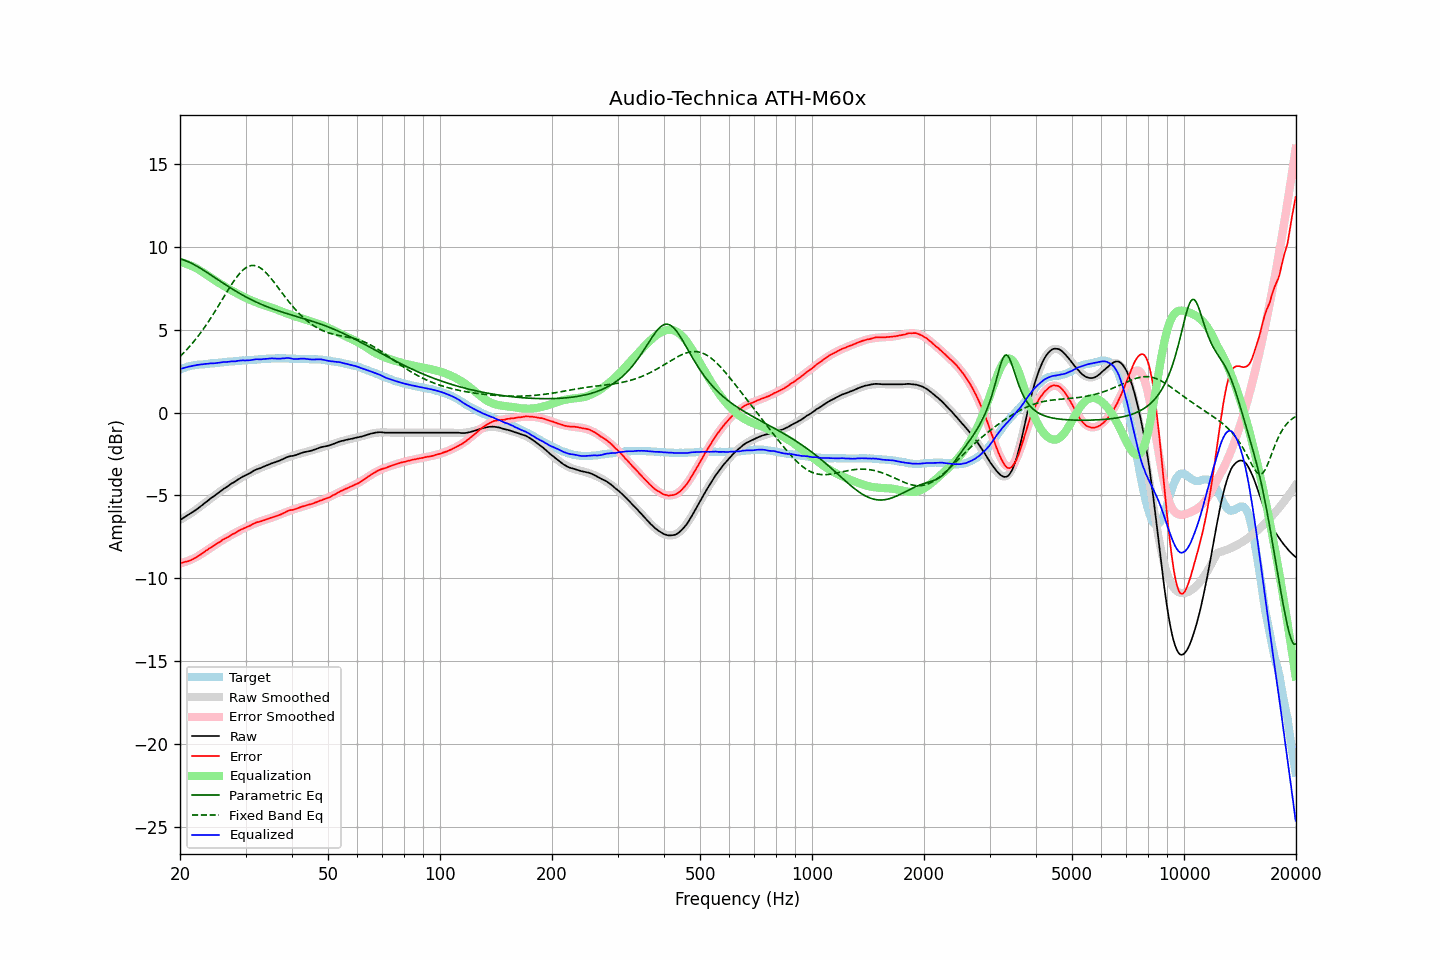 Audio-Technica ATH-M60x
Amplitude (dBr)
15
10
5
0
−5
−10
−15
−20
−25
Target
Raw Smoothed
Error Smoothed
Raw
Error
Equalization
Parametric Eq
Fixed Band Eq
Equalized
20 50 100 200 500 1000 2000 5000 10000 20000
Frequency (Hz)